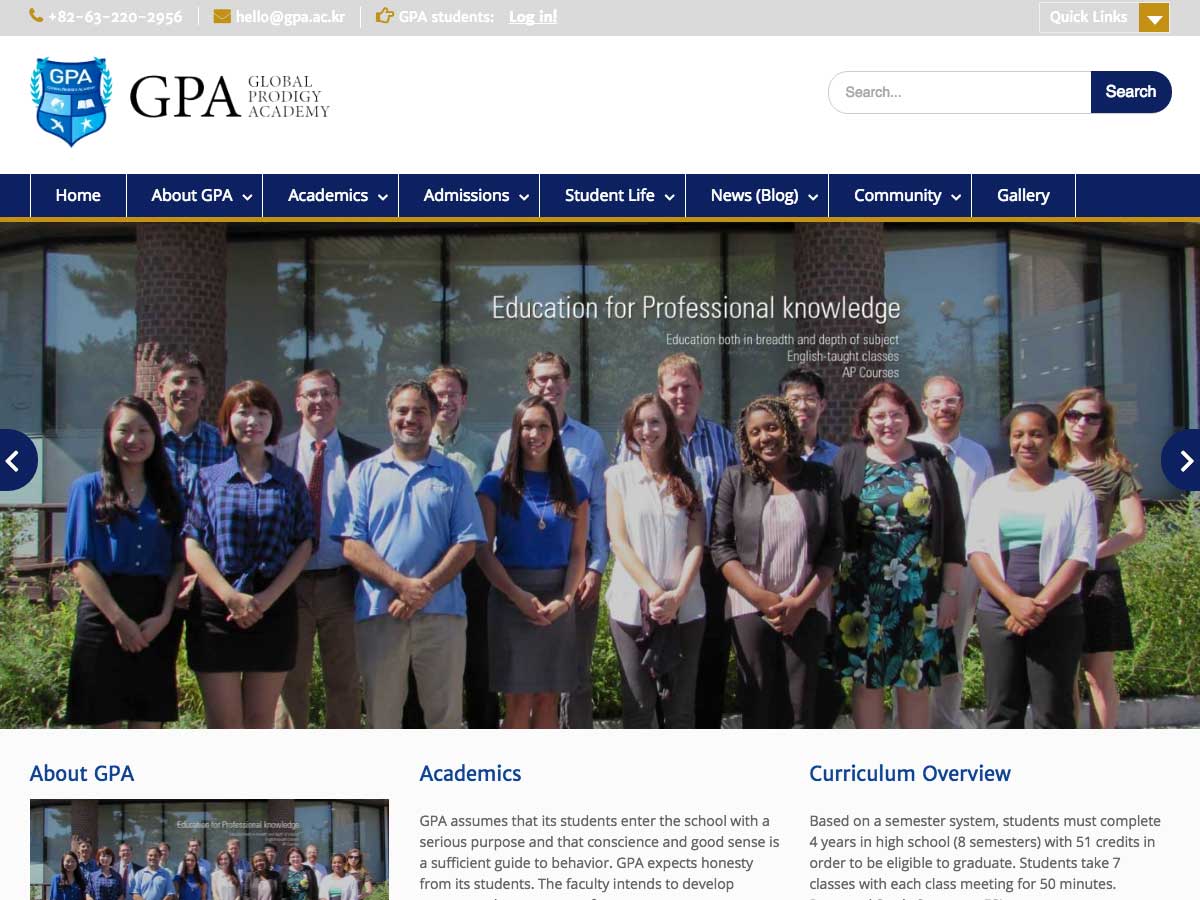 +82-63-220-2956
hello@gpa.ac.kr
GPA students: Log in!
Quick Links
GPA
GPA
GLOBAL
PRODIGY
ACADEMY
Search...
Search
Home
About GPA
Academics
Admissions
Student Life
News (Blog)
Community
Gallery
Education for Professional knowledge
Education both in breadth and depth of subject
English-taught classes
AP Courses
About GPA
Education for Professional knowledge
Academics
GPA assumes that its students enter the school with a
serious purpose and that conscience and good sense is
a sufficient guide to behavior. GPA expects honesty
from its students. The faculty intends to develop
Curriculum Overview
Based on a semester system, students must complete
4 years in high school (8 semesters) with 51 credits in
order to be eligible to graduate. Students take 7
classes with each class meeting for 50 minutes.